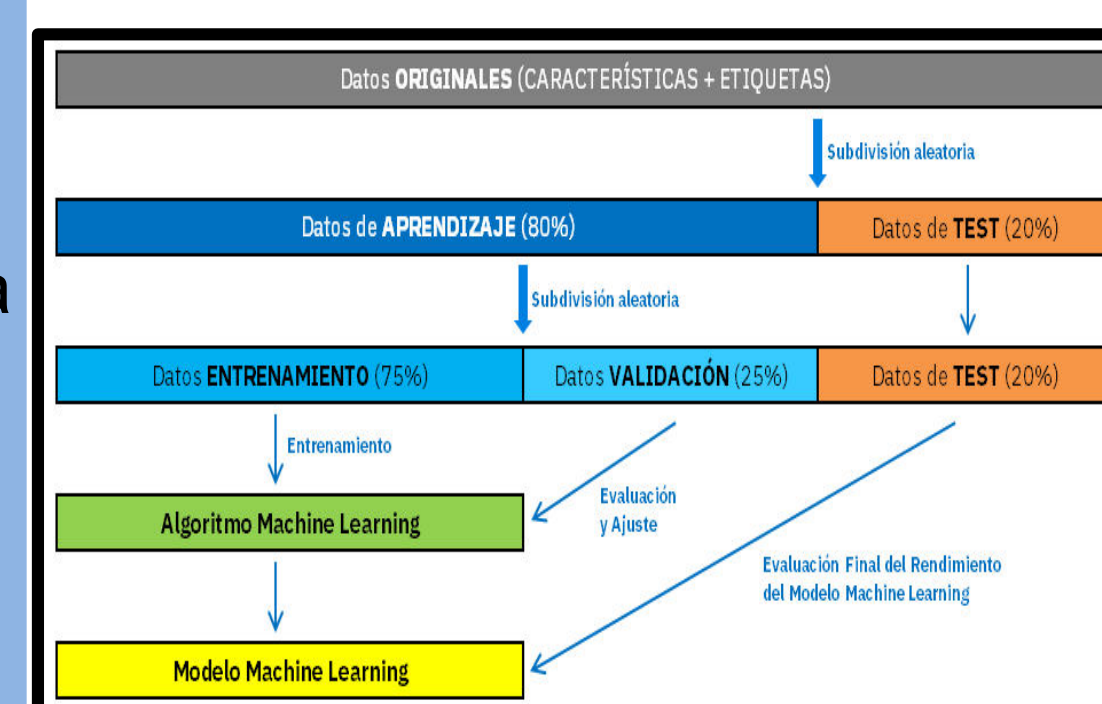 Datos ORIGINALES (CARACTERÍSTICAS + ETIQUETAS)
Subdivisión aleatoria
Datos de APRENDIZAJE (80%)
Datos de TEST (20%)
a
Subdivisión aleatoria
Datos ENTRENAMIENTO (75%)
Datos VALIDACIÓN (25%)
Datos de TEST (20%)
Entrenamiento
Evaluación
y Ajuste
Algoritmo Machine Learning
Evaluación Final del Rendimiento
del Modelo Machine Learning
Modelo Machine Learning